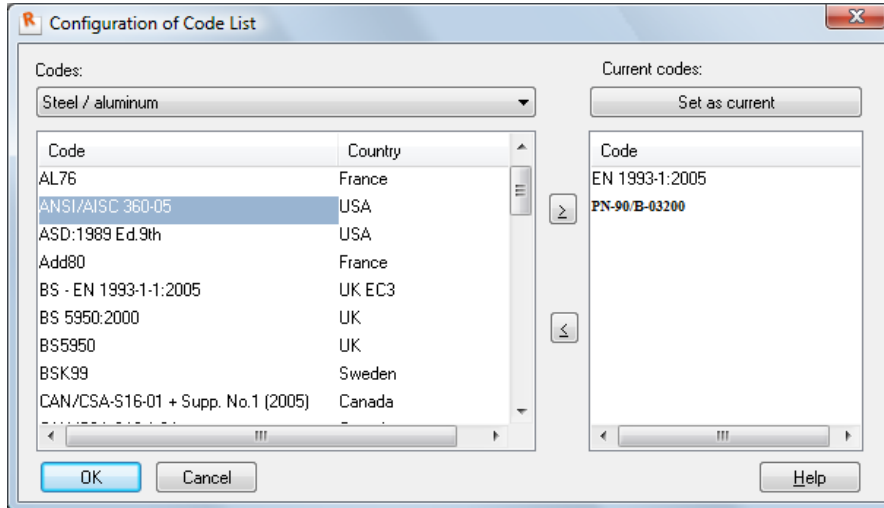 Configuration of Code List
Codes:
Current codes:
Steel / aluminum
Set as current
Code Country
AL76 France
ANSI/AISC 360-05 USA
ASD:1989 Ed.9th USA
Add80 France
BS - EN 1993-1-1:2005 UK EC3
BS 5950:2000 UK
BS5950 UK
BSK99 Sweden
CAN/CSA-S16-01 + Supp. No.1 (2005) Canada
>
<
Code
EN 1993-1:2005
PN-90/B-03200
OK
Cancel
Help